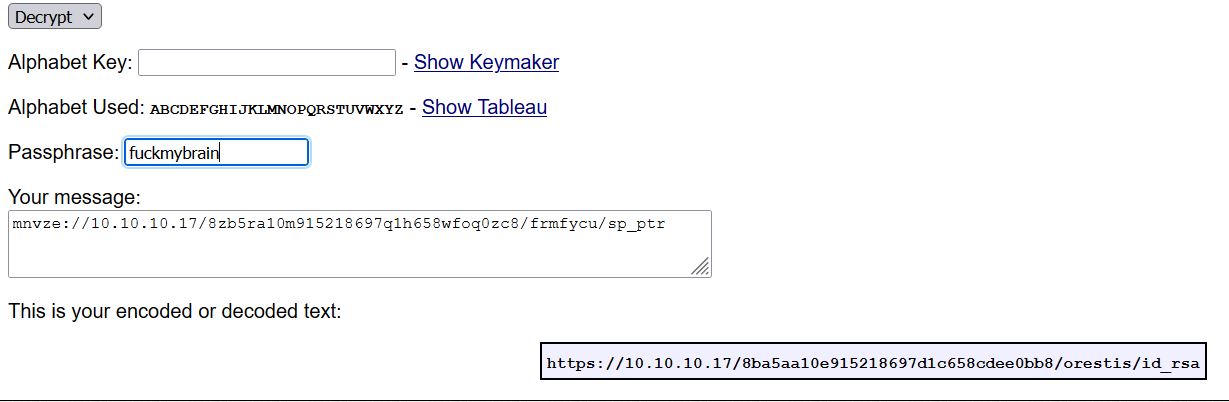 Decrypt
Alphabet Key: - Show Keymaker
Alphabet Used: ABCDEFGHIJKLMNOPQRSTUVWXYZ - Show Tableau
Passphrase: fuckmybrain
Your message:
mnvze://10.10.10.17/8zb5ra10m915218697q1h658wfoq0zc8/frmfycu/sp_ptr
This is your encoded or decoded text:
https://10.10.10.17/8ba5aa10e915218697d1c658cdee0bb8/orestis/id_rsa